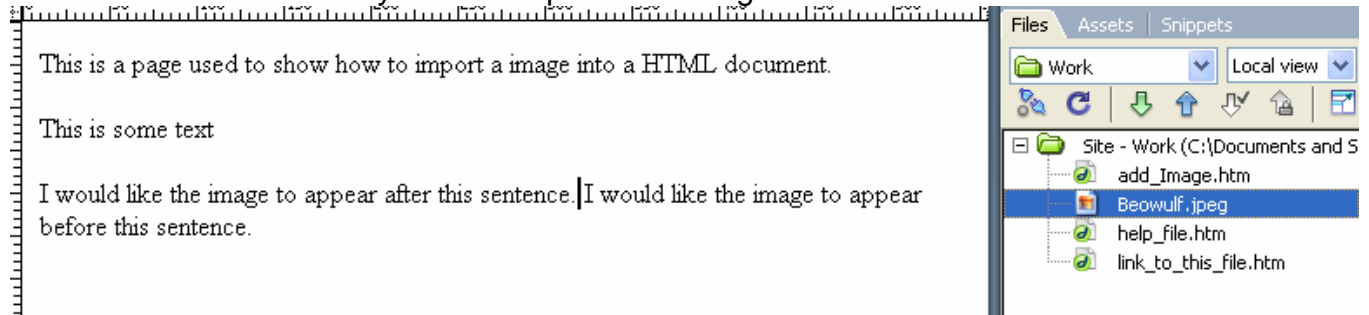 This is a page used to show how to import a image into a HTML document.
This is some text
I would like the image to appear after this sentence. I would like the image to appear
before this sentence.
Files Assets Snippets
Work Local view
Site - Work (C:\Documents and S
add_Image.htm
Beowulf.jpeg
help_file.htm
link_to_this_file.htm